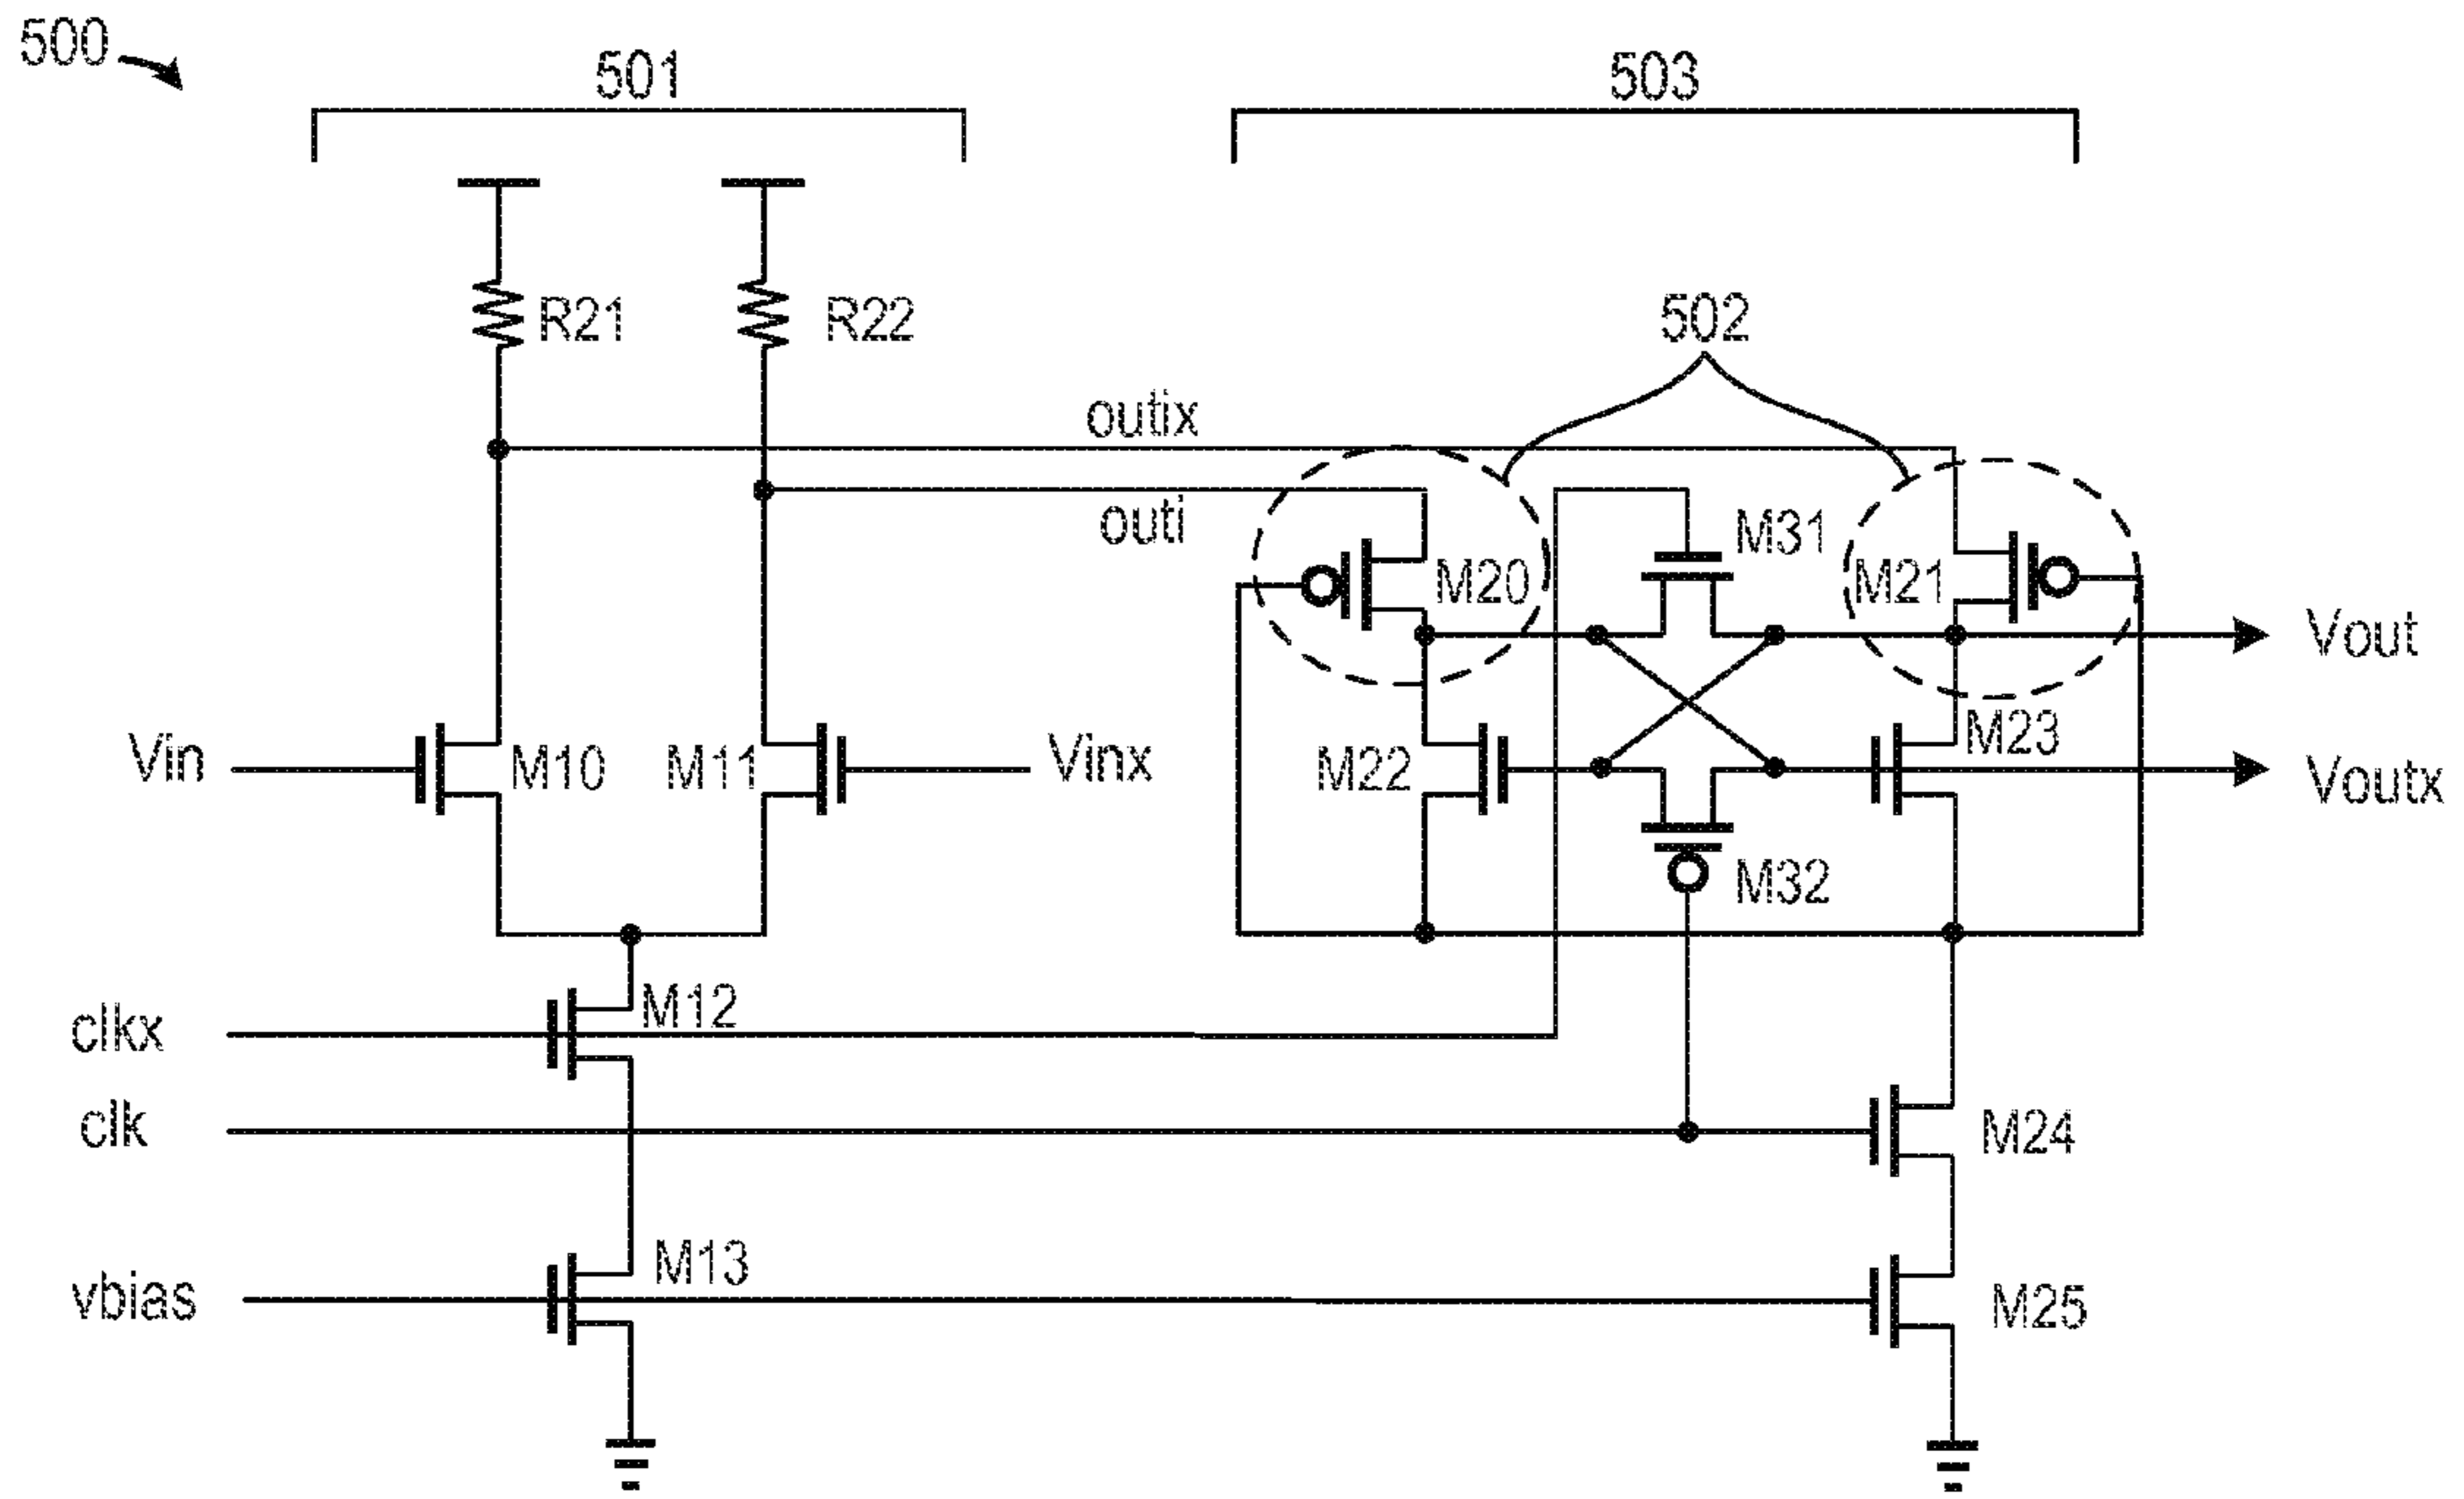 500
501
503
R21
R22
502
outix
outi
M31
M20
M21
Vout
Vin
M10
M11
Vinx
M22
M23
Voutx
M32
clkx
M12
clk
M24
vbias
M13
M25